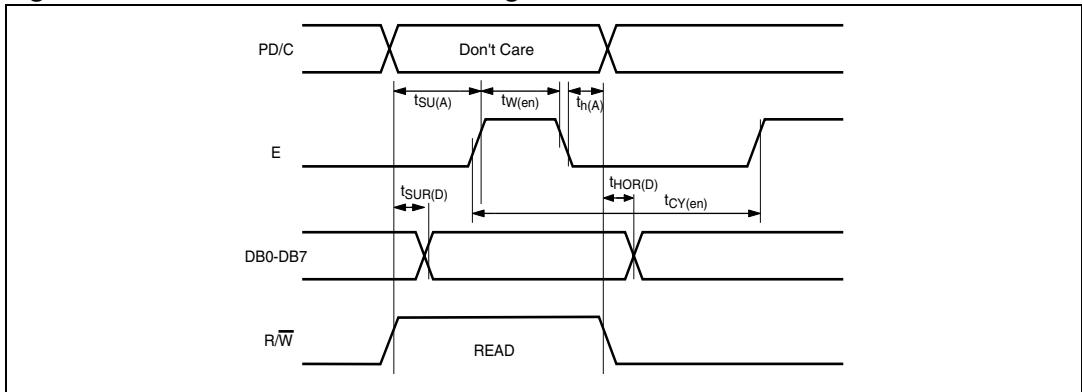 PD/C
Don't Care
tSU(A)
tW(en)
th(A)
E
tSUR(D)
tHOR(D)
tCY(en)
DB0-DB7
R/W̅
READ